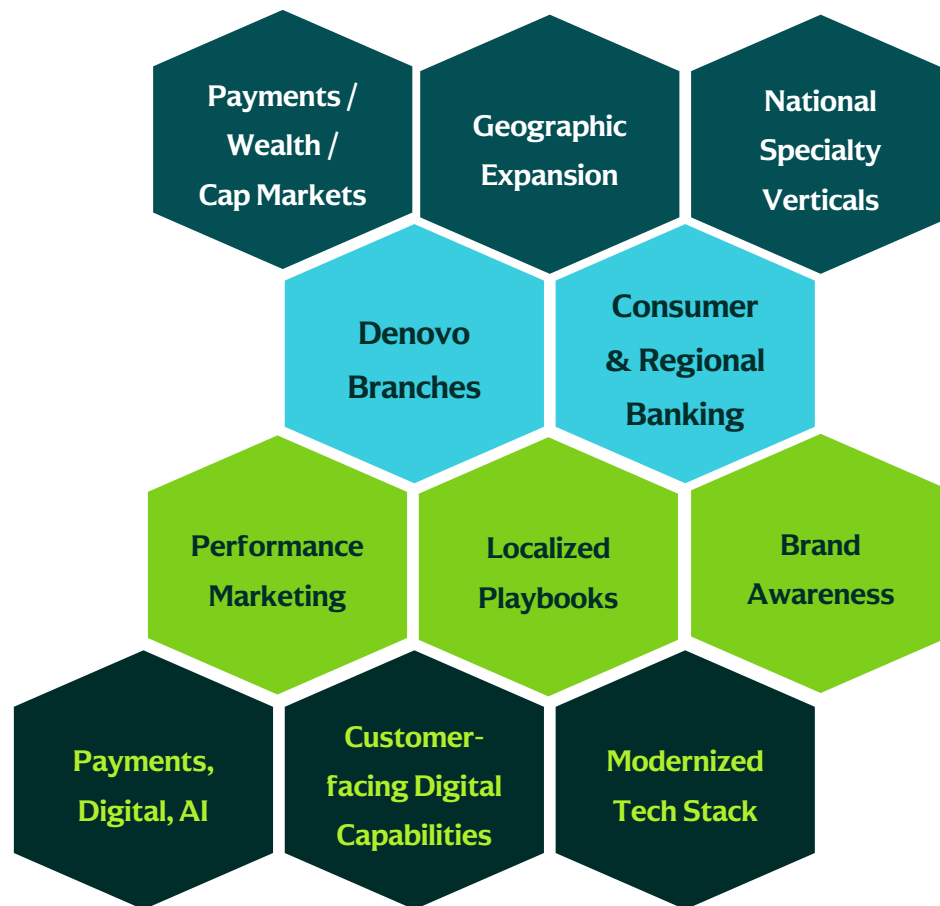 Payments /
Wealth /
Cap Markets
Geographic
Expansion
National
Specialty
Verticals
Denovo
Branches
Consumer
& Regional
Banking
Performance
Marketing
Localized
Playbooks
Brand
Awareness
Payments,
Digital, AI
Customer-
facing Digital
Capabilities
Modernized
Tech Stack